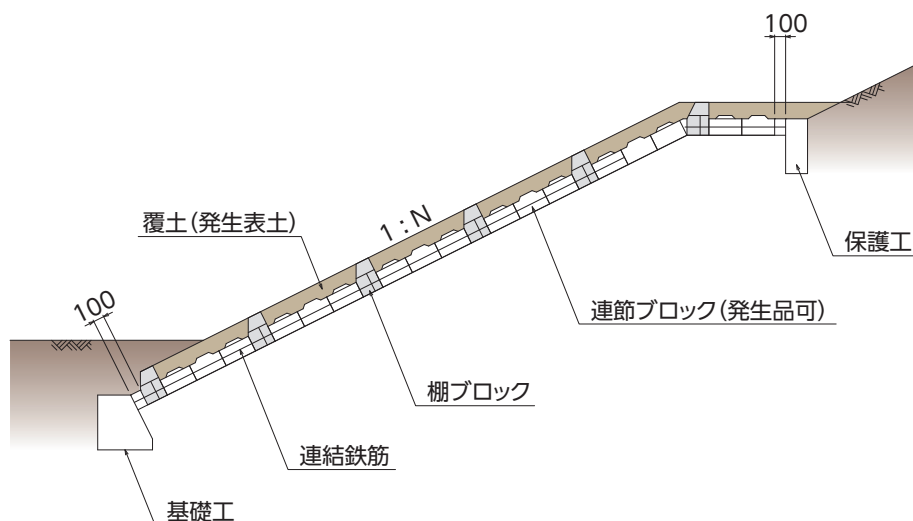 100
覆土(発生表土)
1:N
保護工
100
連節ブロック(発生品可)
棚ブロック
連結鉄筋
基礎工